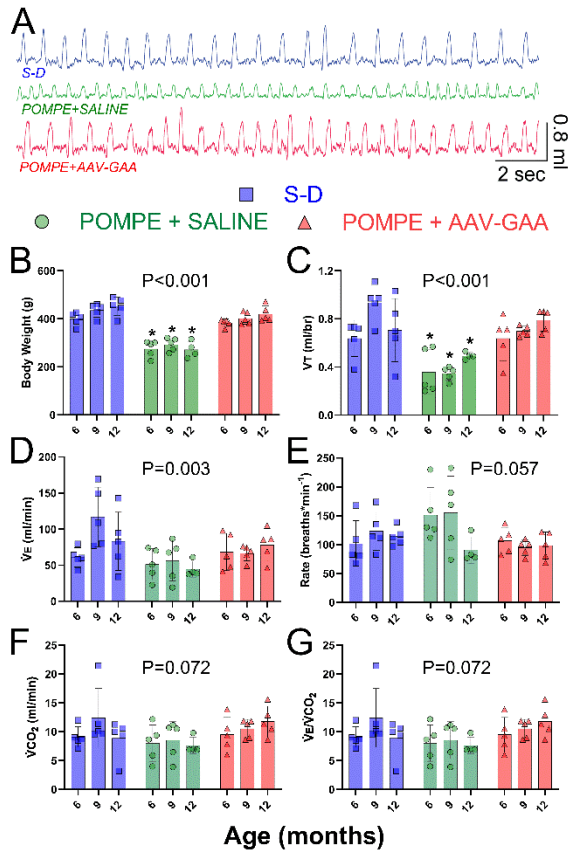 A
S-D
POMPE+SALINE
POMPE+AAV-GAA
0.8 ml
2 sec
S-D
POMPE + SALINE
POMPE + AAV-GAA
B
P<0.001
Body Weight (g)
600
400
200
0
* * *
6 9 12 6 9 12 6 9 12
C
P<0.001
VT (ml/br)
1.2
0.8
0.4
0.0
* * *
6 9 12 6 9 12 6 9 12
D
P=0.003
V̇E (ml/min)
200
150
100
50
0
6 9 12 6 9 12 6 9 12
E
P=0.057
Rate (breaths*min-1)
250
200
150
100
50
0
6 9 12 6 9 12 6 9 12
F
P=0.072
V̇CO2 (ml/min)
25
20
15
10
5
0
6 9 12 6 9 12 6 9 12
G
P=0.072
V̇E/V̇CO2
25
20
15
10
5
0
6 9 12 6 9 12 6 9 12
Age (months)